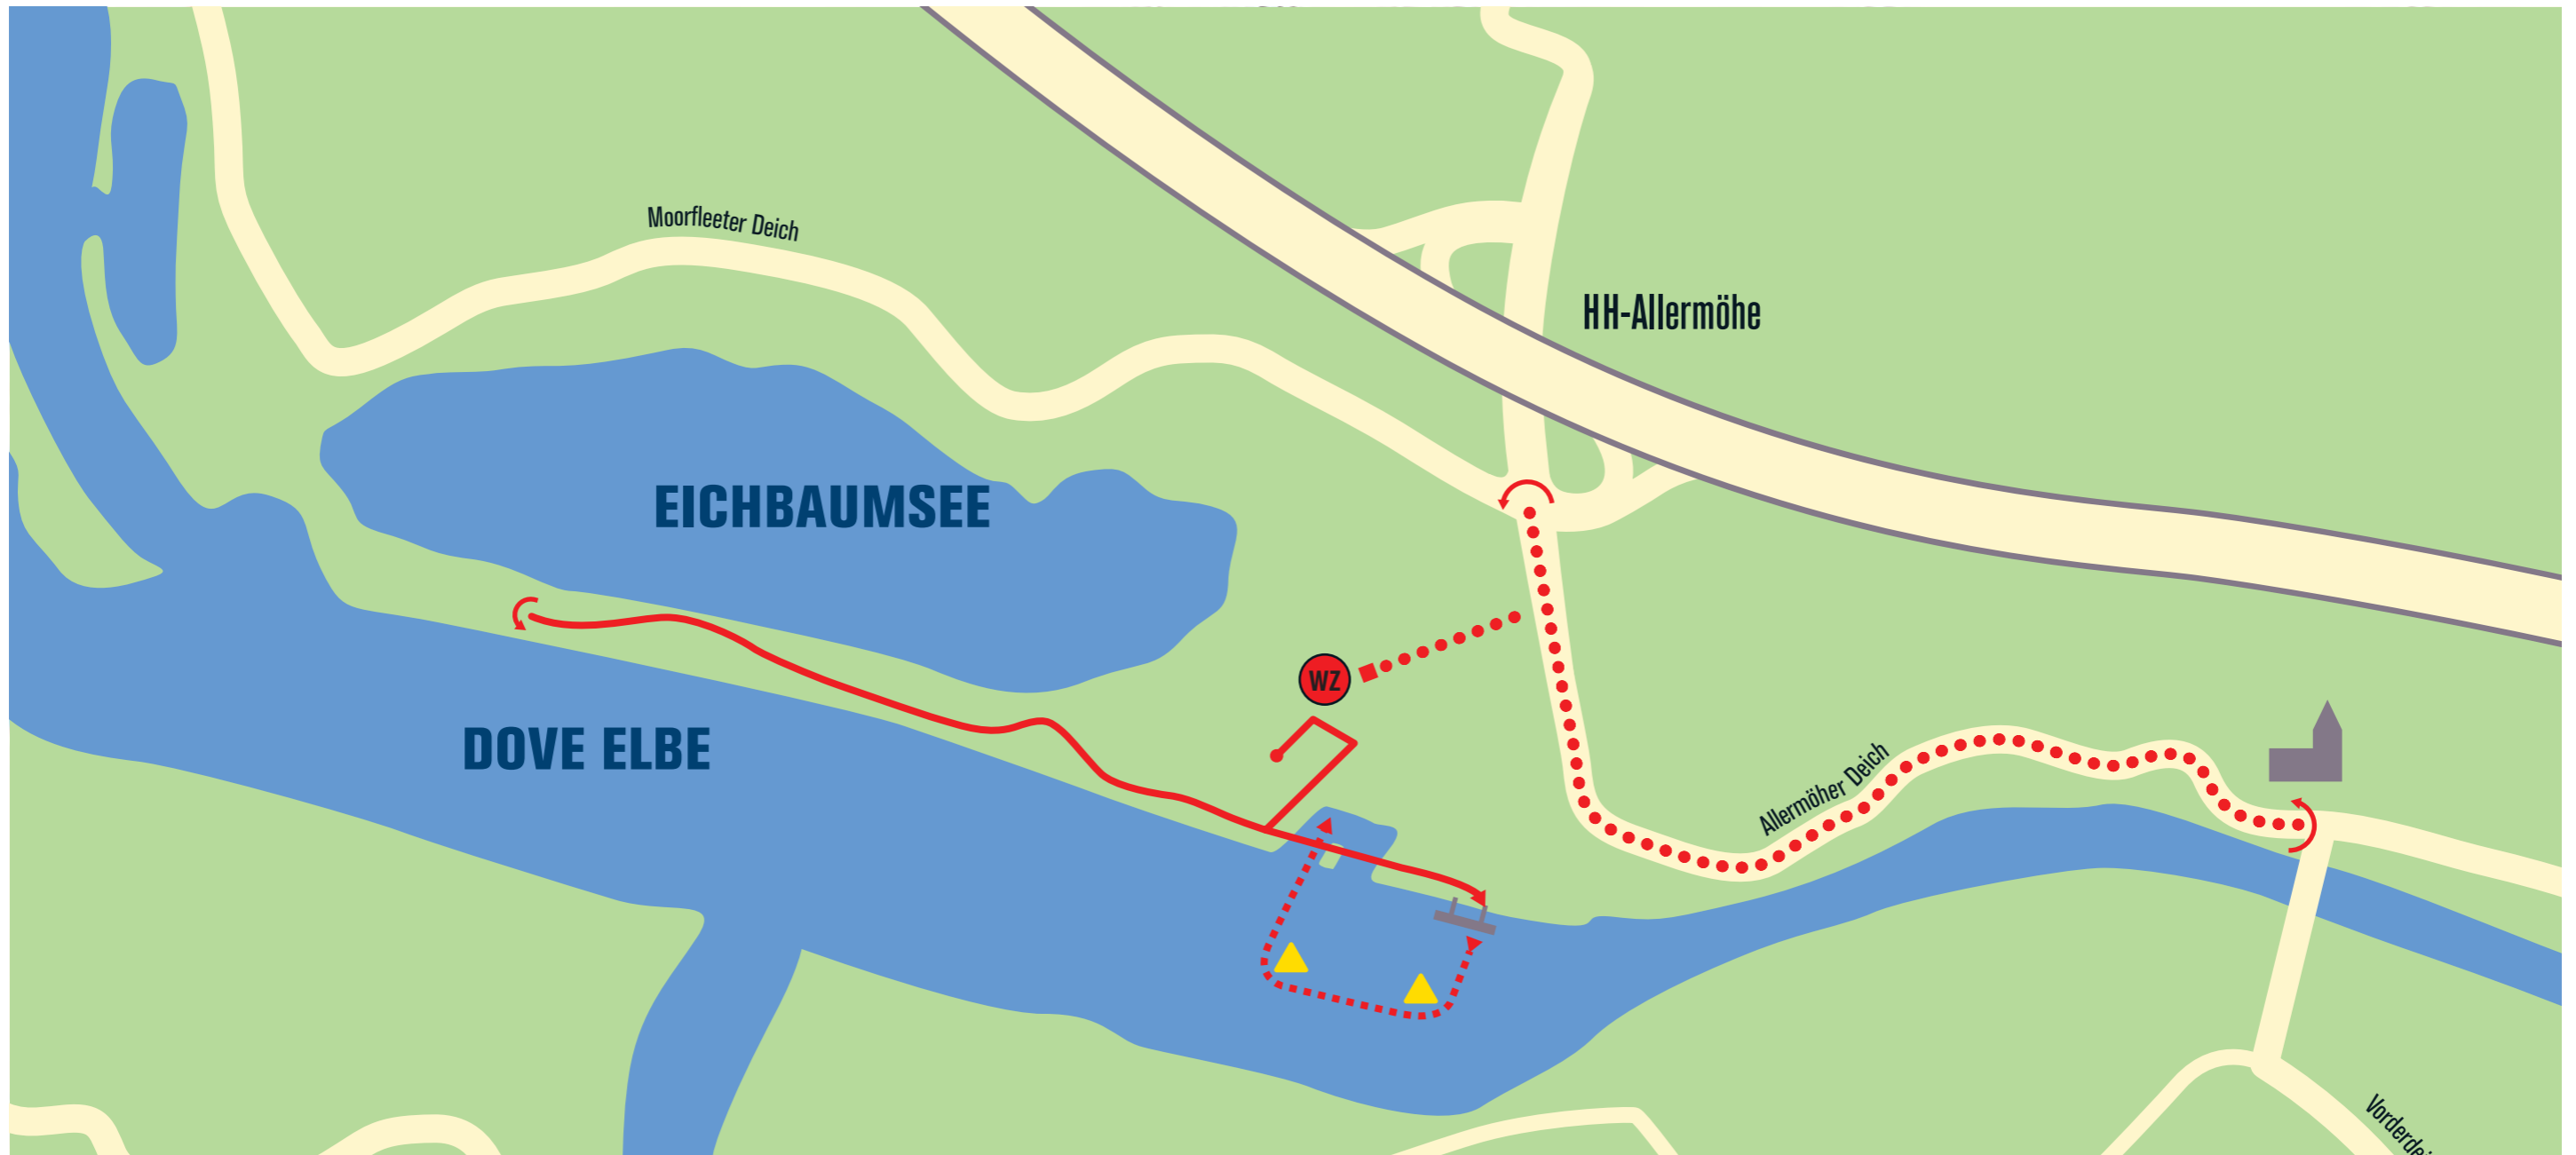 Moorfleeter Deich
HH-Allermöhe
EICHBAUMSEE
WZ
DOVE ELBE
Allermöher Deich